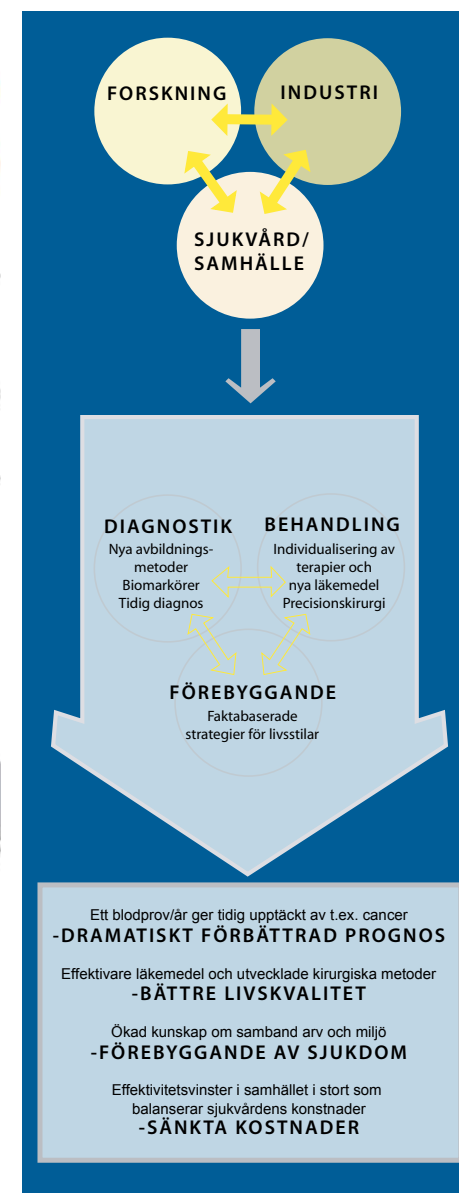 FORSKNING
INDUSTRI
SJUKVÅRD/
SAMHÄLLE
DIAGNOSTIK
Nya avbildnings-
metoder
Biomarkörer
Tidig diagnos
BEHANDLING
Individualisering av
terapier och
nya läkemedel
Precisionskirurgi
FÖREBYGGANDE
Faktabaserade
strategier för livsstilar
Ett blodprov/år ger tidig upptäckt av t.ex. cancer
-DRAMATISKT FÖRBÄTTRAD PROGNOS
Effektivare läkemedel och utvecklade kirurgiska metoder
-BÄTTRE LIVSKVALITET
Ökad kunskap om samband arv och miljö
-FÖREBYGGANDE AV SJUKDOM
Effektivitetsvinster i samhället i stort som
balanserar sjukvårdens konstnader
-SÄNKTA KOSTNADER